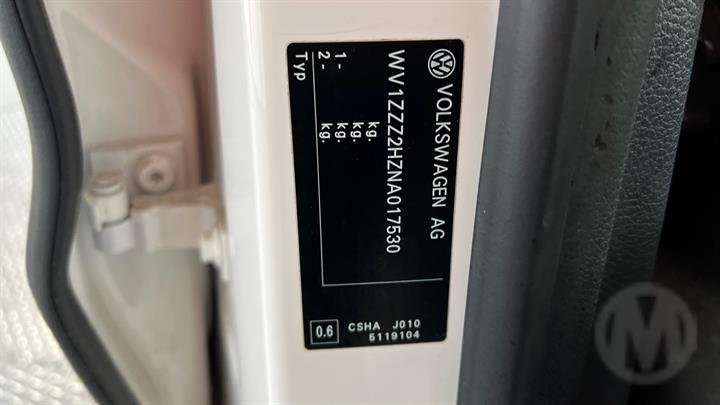 VOLKSWAGEN AG
WV1ZZZ2HZNA017530
kg.
kg.
1- kg.
2- kg.
Typ
0.6 CSHA J010
5119104
M